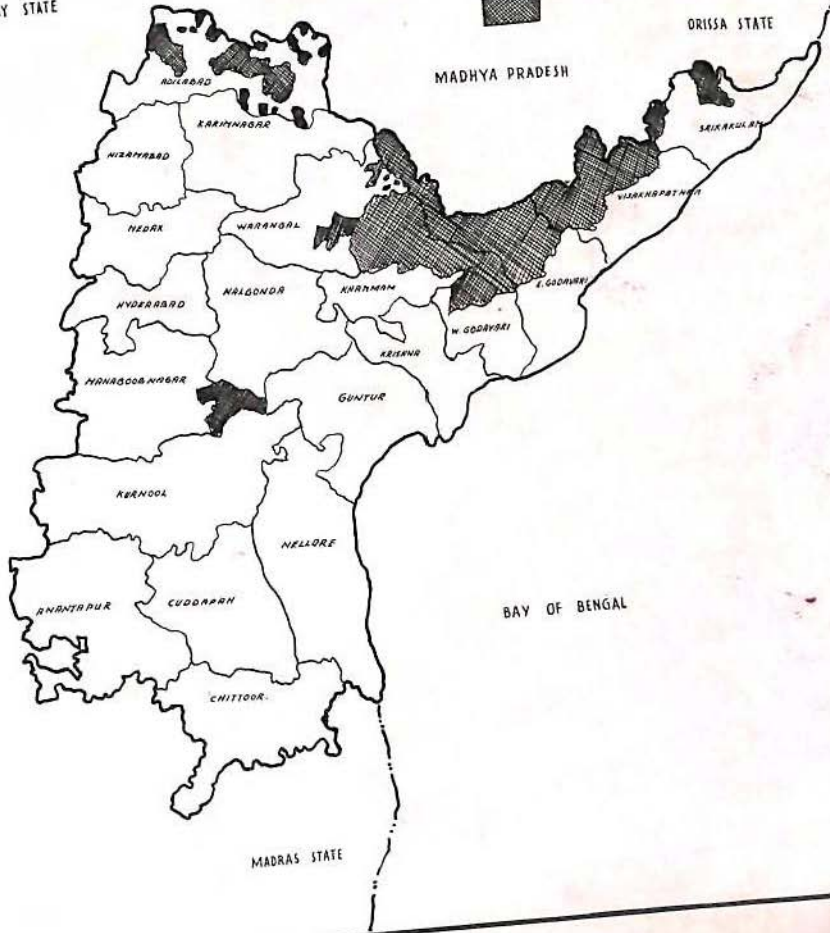 Y STATE
ORISSA STATE
MADHYA PRADESH
ADILABAD
SRIKAKULAM
KARIMNAGAR
NIZAMABAD
VISAKHAPATNAM
MEDAK
WARANGAL
E. GODAVARI
HYDERABAD
NALGONDA
KHAMMAM
W. GODAVARI
KRISHNA
MAHABOOBNAGAR
GUNTUR
KURNOOL
NELLORE
ANANTAPUR
CUDDAPAH
BAY OF BENGAL
CHITTOOR.
MADRAS STATE